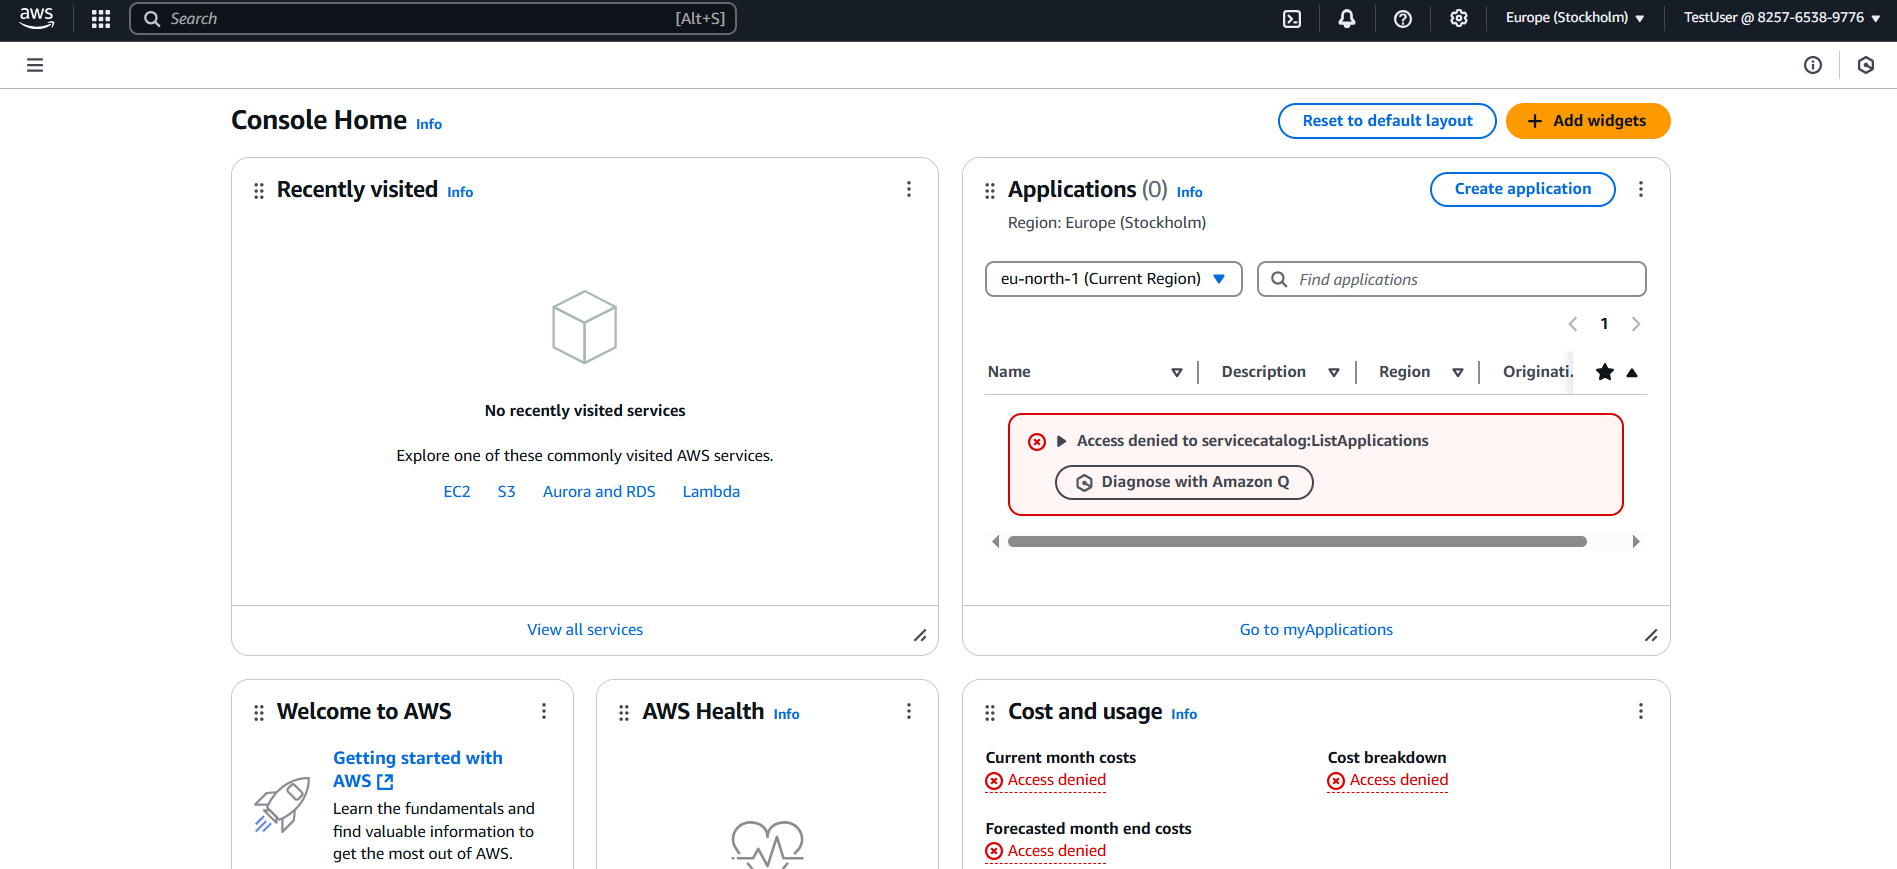 aws
Search [Alt+S]
Europe (Stockholm)
TestUser @ 8257-6538-9776
Console Home Info
Reset to default layout
Add widgets
Recently visited Info
No recently visited services
Explore one of these commonly visited AWS services.
EC2 S3 Aurora and RDS Lambda
View all services
Applications (0) Info
Create application
Region: Europe (Stockholm)
eu-north-1 (Current Region)
Find applications
1
Name Description Region Originati.
Access denied to servicecatalog:ListApplications
Diagnose with Amazon Q
Go to myApplications
Welcome to AWS
Getting started with
AWS
Learn the fundamentals and
find valuable information to
get the most out of AWS.
AWS Health Info
Cost and usage Info
Current month costs
Access denied
Cost breakdown
Access denied
Forecasted month end costs
Access denied